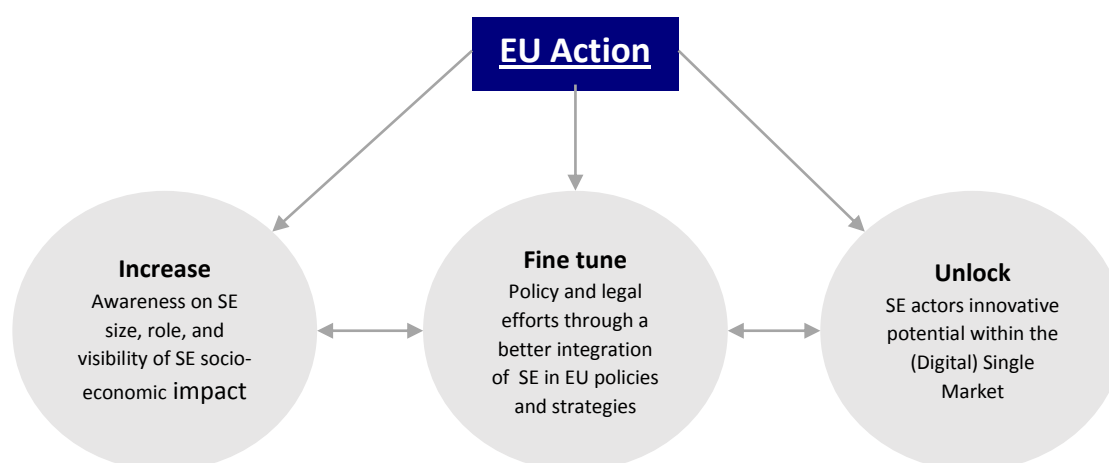 EU Action
Increase
Awareness on SE
size, role, and
visibility of SE socio-
economic impact
Fine tune
Policy and legal
efforts through a
better integration
of SE in EU policies
and strategies
Unlock
SE actors innovative
potential within the
(Digital) Single
Market